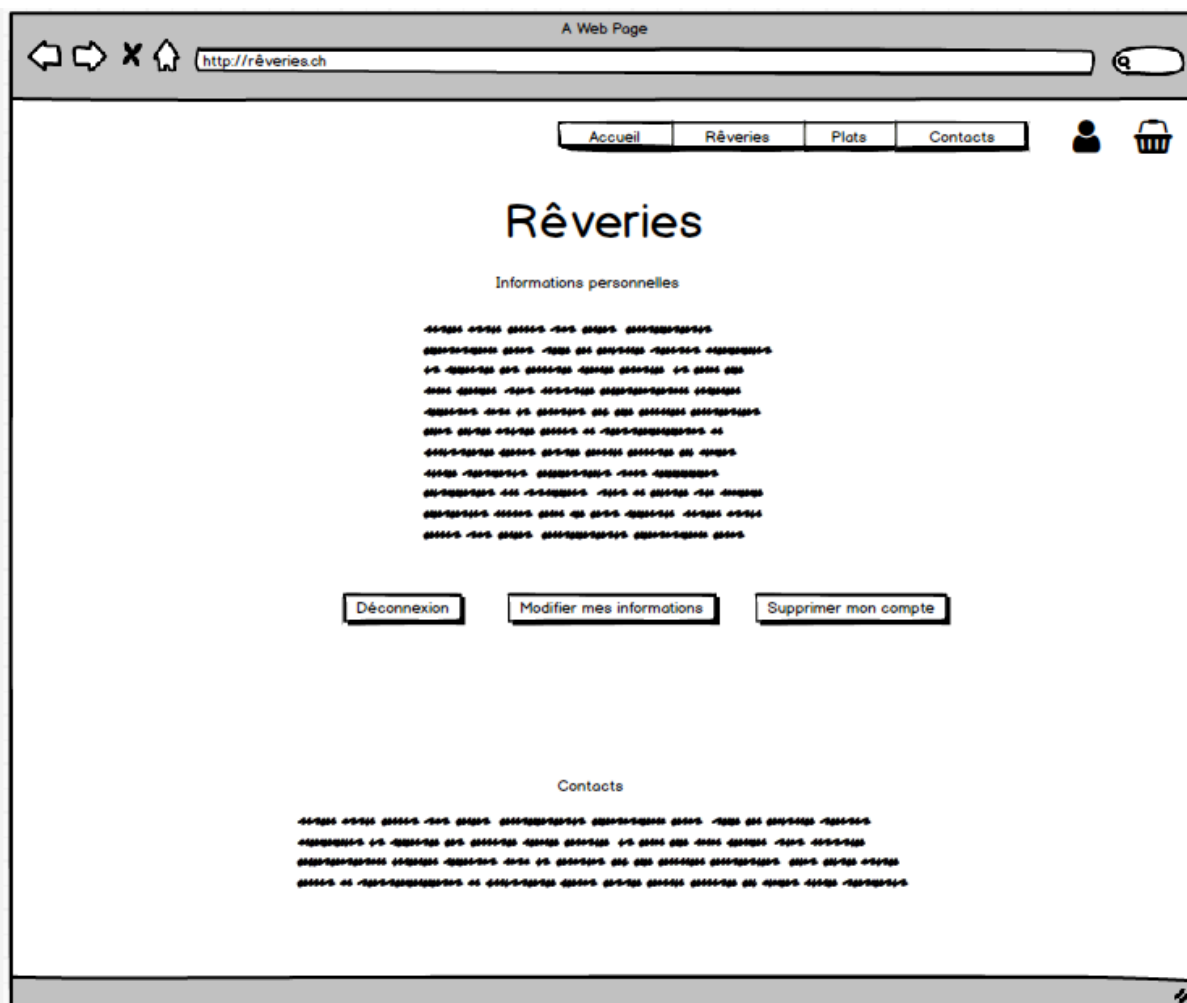 A Web Page
http://rêveries.ch
Accueil Rêveries Plats Contacts
Rêveries
Informations personnelles
Déconnexion Modifier mes informations Supprimer mon compte
Contacts